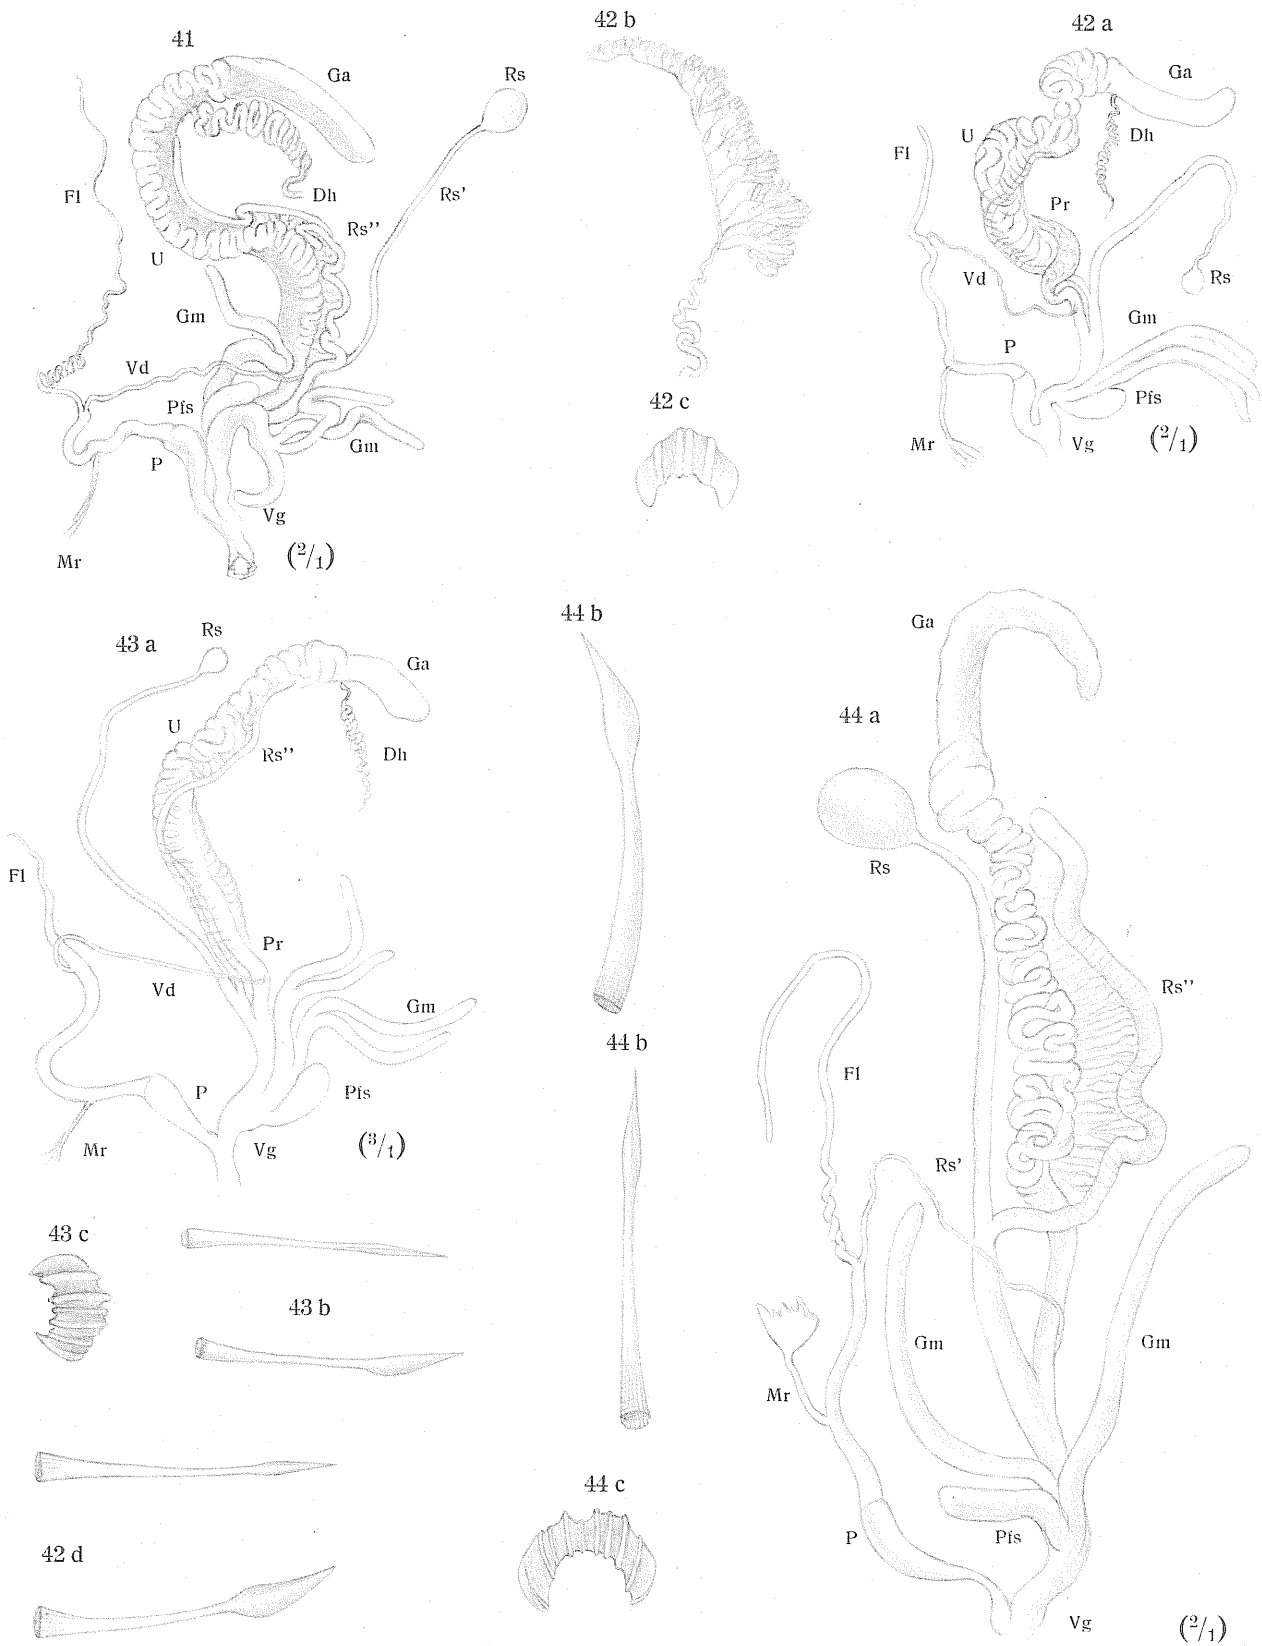 41
Ga
Rs
Fl
Dh
Rs'
Rs''
U
Gm
Vd
Pfs
Gm
P
Vg
Mr
(2/1)
42 b
42 c
42 a
Ga
U
Dh
Fl
Pr
Vd
Rs
Gm
P
Pfs
Mr
Vg
(2/1)
43 a
Rs
Ga
U
Rs''
Dh
Fl
Pr
Vd
Gm
P
Pfs
Mr
Vg
(3/1)
44 b
44 b
44 a
Ga
Rs
Rs''
Fl
Rs'
Gm
Gm
Mr
P
Pfs
Vg
(2/1)
43 c
43 b
42 d
44 c